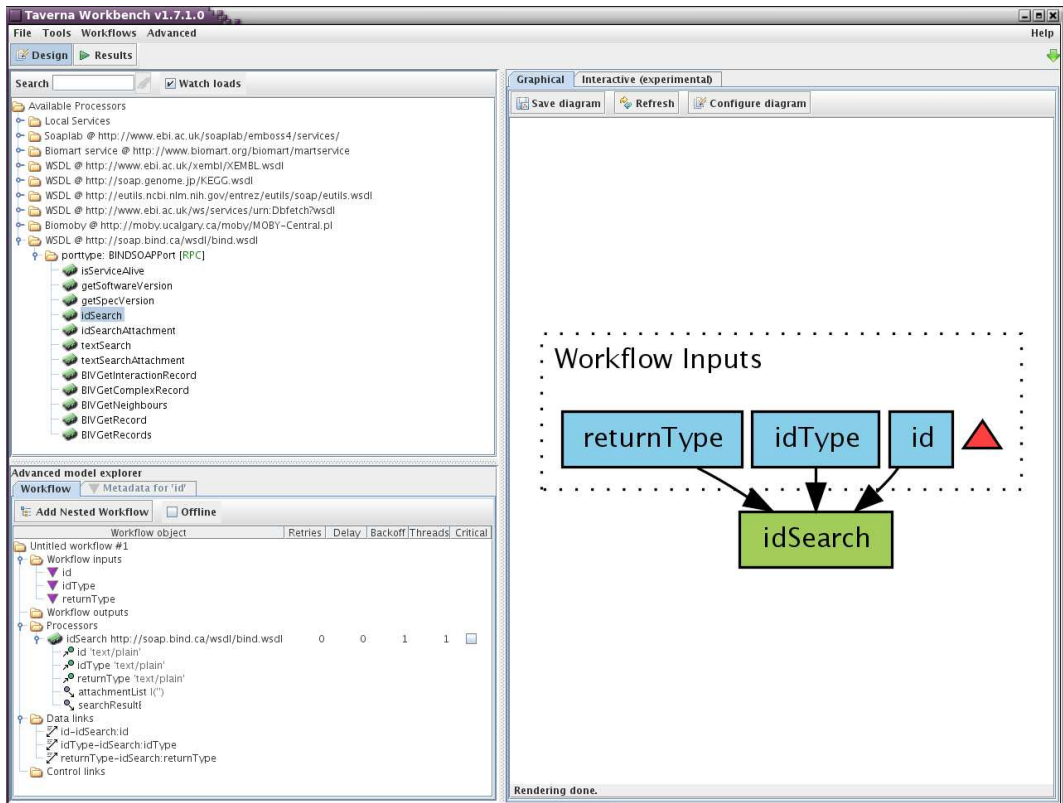 Taverna Workbench v1.7.1.0
File Tools Workflows Advanced Help
Design Results
Search Watch loads
Available Processors
Local Services
Soaplab @ http://www.ebi.ac.uk/soaplab/emboss4/services/
Biomart service @ http://www.biomart.org/biomart/martservice
WSDL @ http://www.ebi.ac.uk/xembl/XEMBL.wsdl
WSDL @ http://soap.genome.jp/KEGG.wsdl
WSDL @ http://eutils.ncbi.nlm.nih.gov/entrez/eutils/soap/eutils.wsdl
WSDL @ http://www.ebi.ac.uk/ws/services/urn:Dbfetch?wsdl
Biomoby @ http://moby.ucalgary.ca/moby/MOBY-Central.pl
WSDL @ http://soap.bind.ca/wsdl/bind.wsdl
porttype: BINDSOAPPort [RPC]
isServiceAlive
getSoftwareVersion
getSpecVersion
idSearch
idSearchAttachment
textSearch
textSearchAttachment
BIVGetInteractionRecord
BIVGetComplexRecord
BIVGetNeighbours
BIVGetRecord
BIVGetRecords
Advanced model explorer
Workflow Metadata for 'id'
Add Nested Workflow Offline
Workflow object Retries Delay Backoff Threads Critical
Untitled workflow #1
Workflow inputs
id
idType
returnType
Workflow outputs
Processors
idSearch http://soap.bind.ca/wsdl/bind.wsdl 0 0 1 1
id 'text/plain'
idType 'text/plain'
returnType 'text/plain'
attachmentList l('')
searchResult
Data links
id-idSearch:id
idType-idSearch:idType
returnType-idSearch:returnType
Control links
Graphical Interactive (experimental)
Save diagram Refresh Configure diagram
Workflow Inputs
returnType idType id
idSearch
Rendering done.